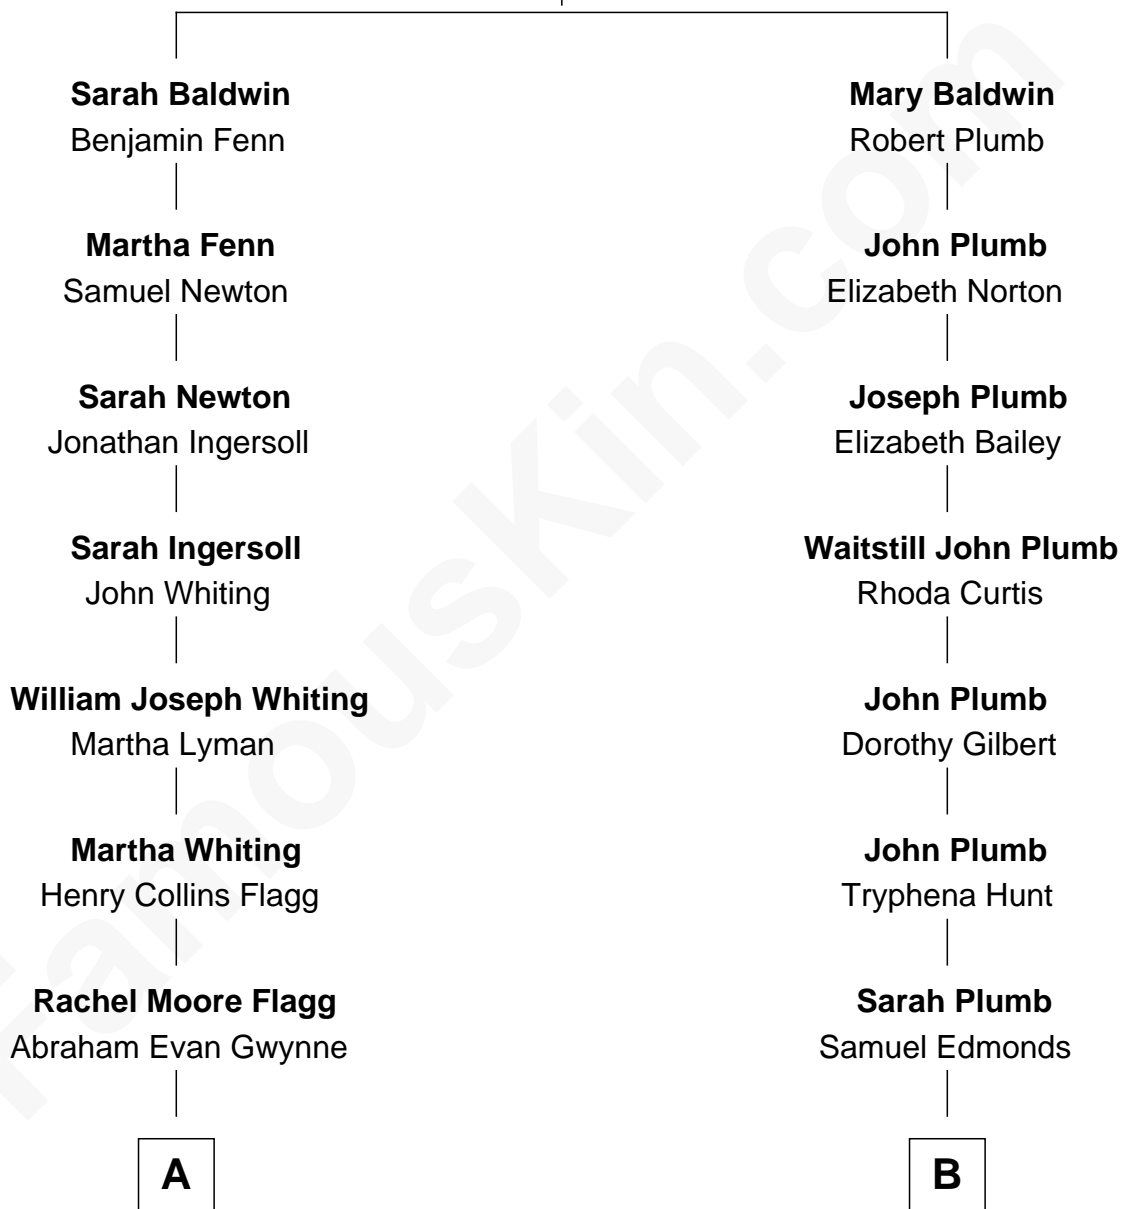 Sarah Baldwin
Benjamin Fenn
Martha Fenn
Samuel Newton
Sarah Newton
Jonathan Ingersoll
Sarah Ingersoll
John Whiting
William Joseph Whiting
Martha Lyman
Martha Whiting
Henry Collins Flagg
Rachel Moore Flagg
Abraham Evan Gwynne
A
Mary Baldwin
Robert Plumb
John Plumb
Elizabeth Norton
Joseph Plumb
Elizabeth Bailey
Waitstill John Plumb
Rhoda Curtis
John Plumb
Dorothy Gilbert
John Plumb
Tryphena Hunt
Sarah Plumb
Samuel Edmonds
B
FamousKin.com